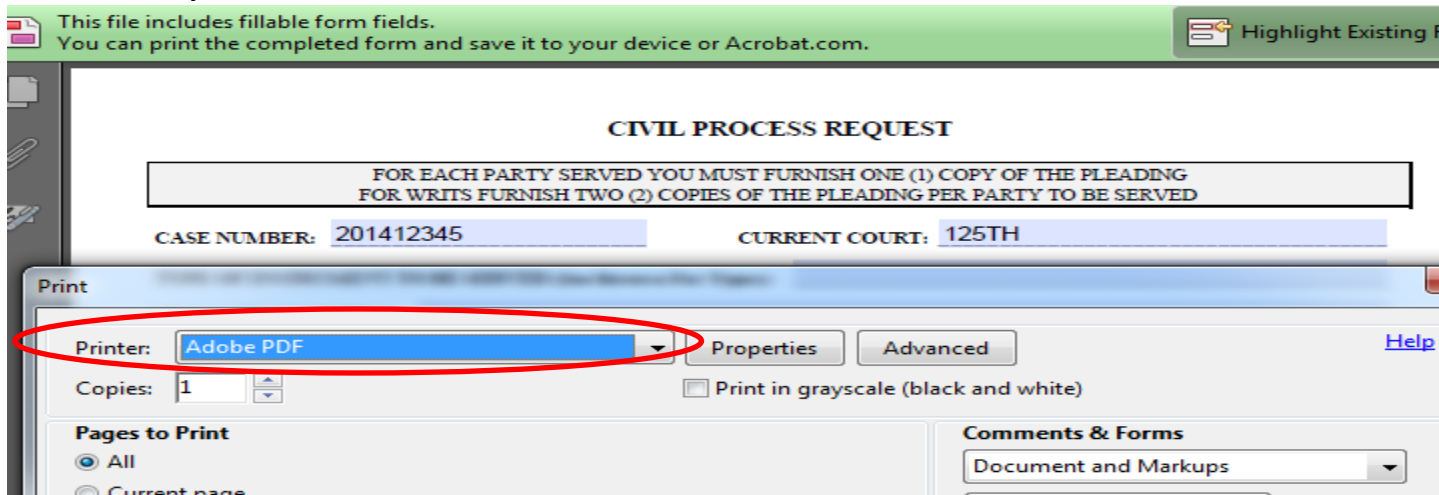 This file includes fillable form fields.
You can print the completed form and save it to your device or Acrobat.com.
Highlight Existing F
CIVIL PROCESS REQUEST
FOR EACH PARTY SERVED YOU MUST FURNISH ONE (1) COPY OF THE PLEADING
FOR WRITS FURNISH TWO (2) COPIES OF THE PLEADING PER PARTY TO BE SERVED
CASE NUMBER: 201412345 CURRENT COURT: 125TH
Print
Printer: Adobe PDF Properties Advanced Help
Copies: 1 Print in grayscale (black and white)
Pages to Print Comments & Forms
All Document and Markups
Current page